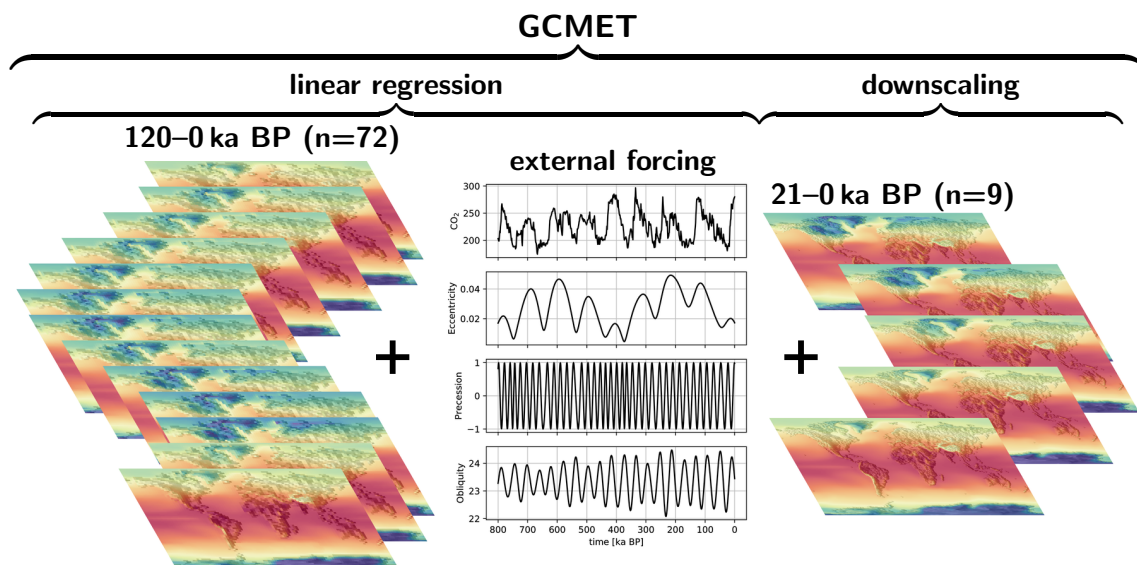 GCMET
linear regression
downscaling
120–0 ka BP (n=72)
external forcing
21–0 ka BP (n=9)
300
250
200
CO₂
0.04
0.02
Eccentricity
+
+
1
0
−1
Precession
24
23
22
Obliquity
800 700 600 500 400 300 200 100 0
time [ka BP]